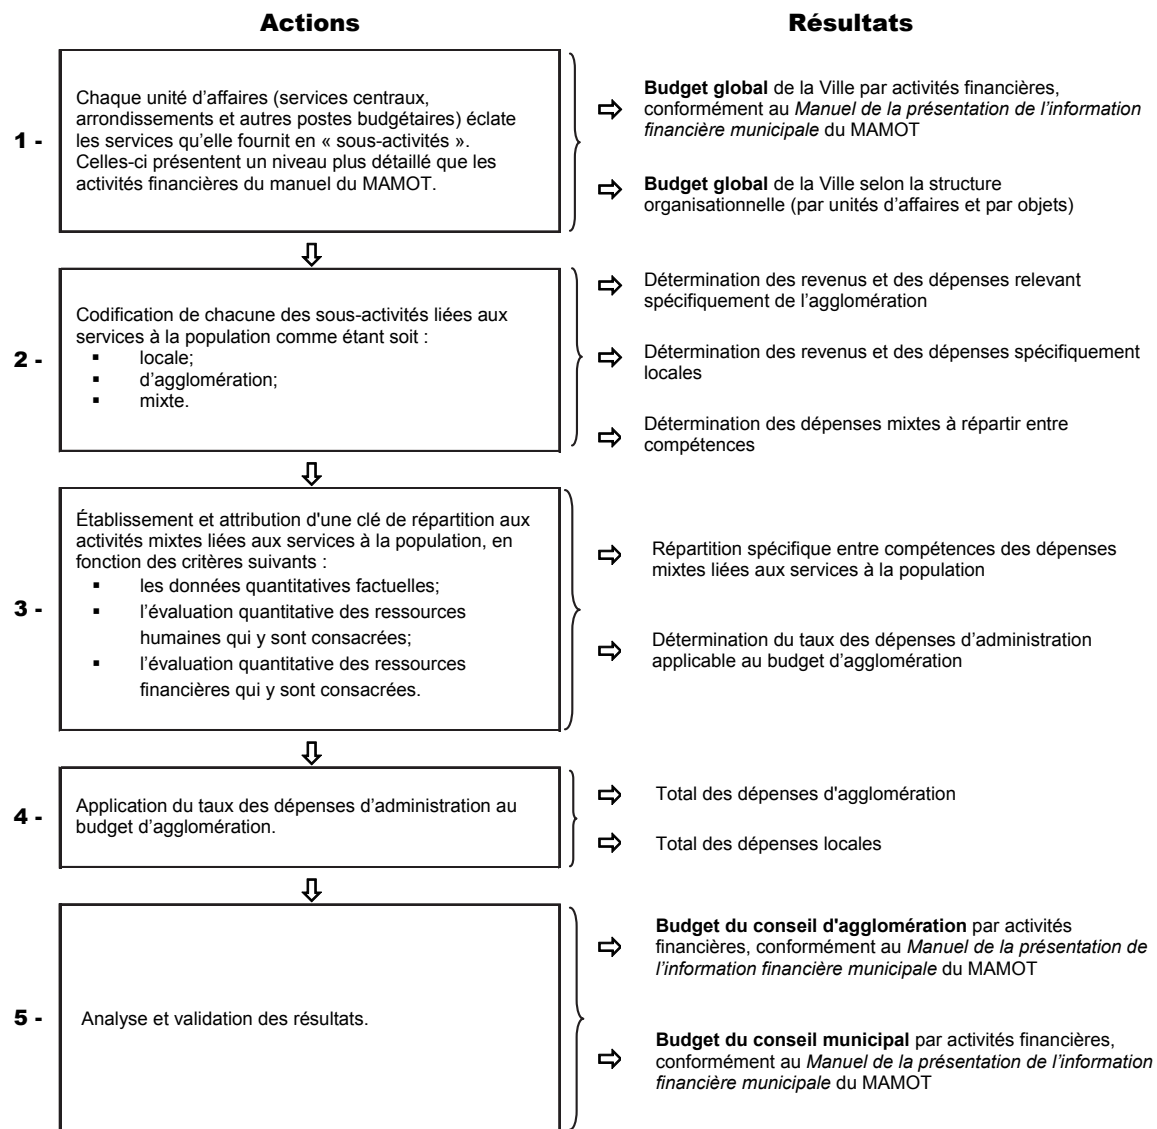 Actions
Résultats
1 -
Chaque unité d’affaires (services centraux,
arrondissements et autres postes budgétaires) éclate
les services qu’elle fournit en « sous-activités ».
Celles-ci présentent un niveau plus détaillé que les
activités financières du manuel du MAMOT.
⇨ Budget global de la Ville par activités financières,
conformément au Manuel de la présentation de l’information
financière municipale du MAMOT
⇨ Budget global de la Ville selon la structure
organisationnelle (par unités d’affaires et par objets)
2 -
Codification de chacune des sous-activités liées aux
services à la population comme étant soit :
▪ locale;
▪ d’agglomération;
▪ mixte.
⇨ Détermination des revenus et des dépenses relevant
spécifiquement de l’agglomération
⇨ Détermination des revenus et des dépenses spécifiquement
locales
⇨ Détermination des dépenses mixtes à répartir entre
compétences
3 -
Établissement et attribution d'une clé de répartition aux
activités mixtes liées aux services à la population, en
fonction des critères suivants :
▪ les données quantitatives factuelles;
▪ l’évaluation quantitative des ressources
humaines qui y sont consacrées;
▪ l’évaluation quantitative des ressources
financières qui y sont consacrées.
⇨ Répartition spécifique entre compétences des dépenses
mixtes liées aux services à la population
⇨ Détermination du taux des dépenses d’administration
applicable au budget d’agglomération
4 -
Application du taux des dépenses d’administration au
budget d’agglomération.
⇨ Total des dépenses d'agglomération
⇨ Total des dépenses locales
5 -
Analyse et validation des résultats.
⇨ Budget du conseil d'agglomération par activités
financières, conformément au Manuel de la présentation de
l’information financière municipale du MAMOT
⇨ Budget du conseil municipal par activités financières,
conformément au Manuel de la présentation de l’information
financière municipale du MAMOT